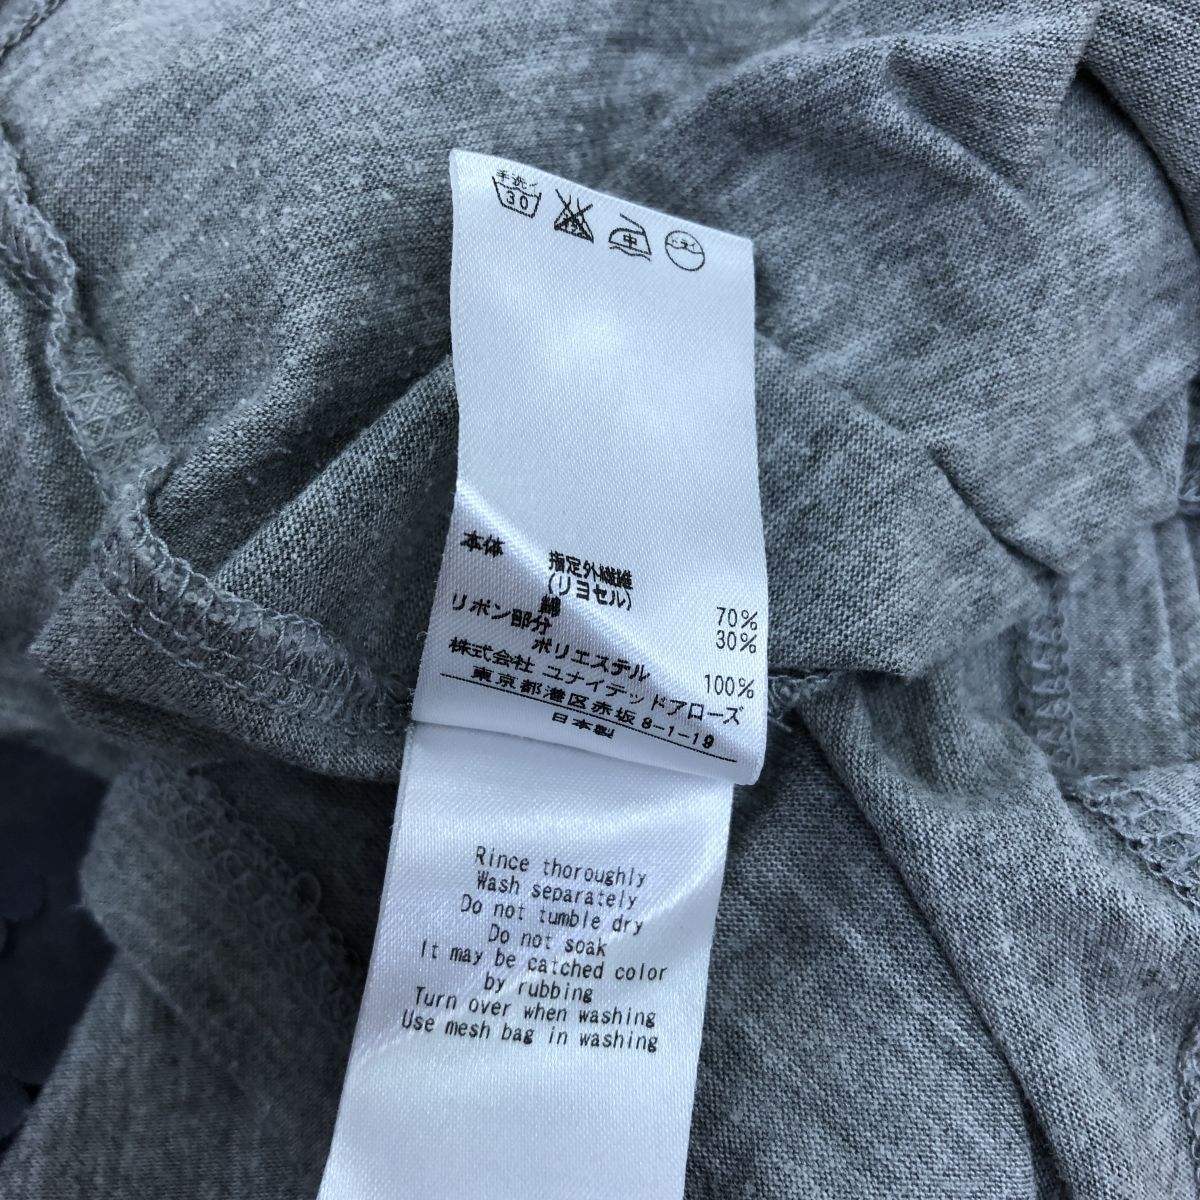 手洗イ
30
中
本体
指定外繊維
(リヨセル) 70%
綿 30%
リボン部分
ポリエステル 100%
株式会社 ユナイテッドアローズ
東京都港区赤坂8-1-19
日本製
Rince thoroughly
Wash separately
Do not tumble dry
Do not soak
It may be catched color
by rubbing
Turn over when washing
Use mesh bag in washing